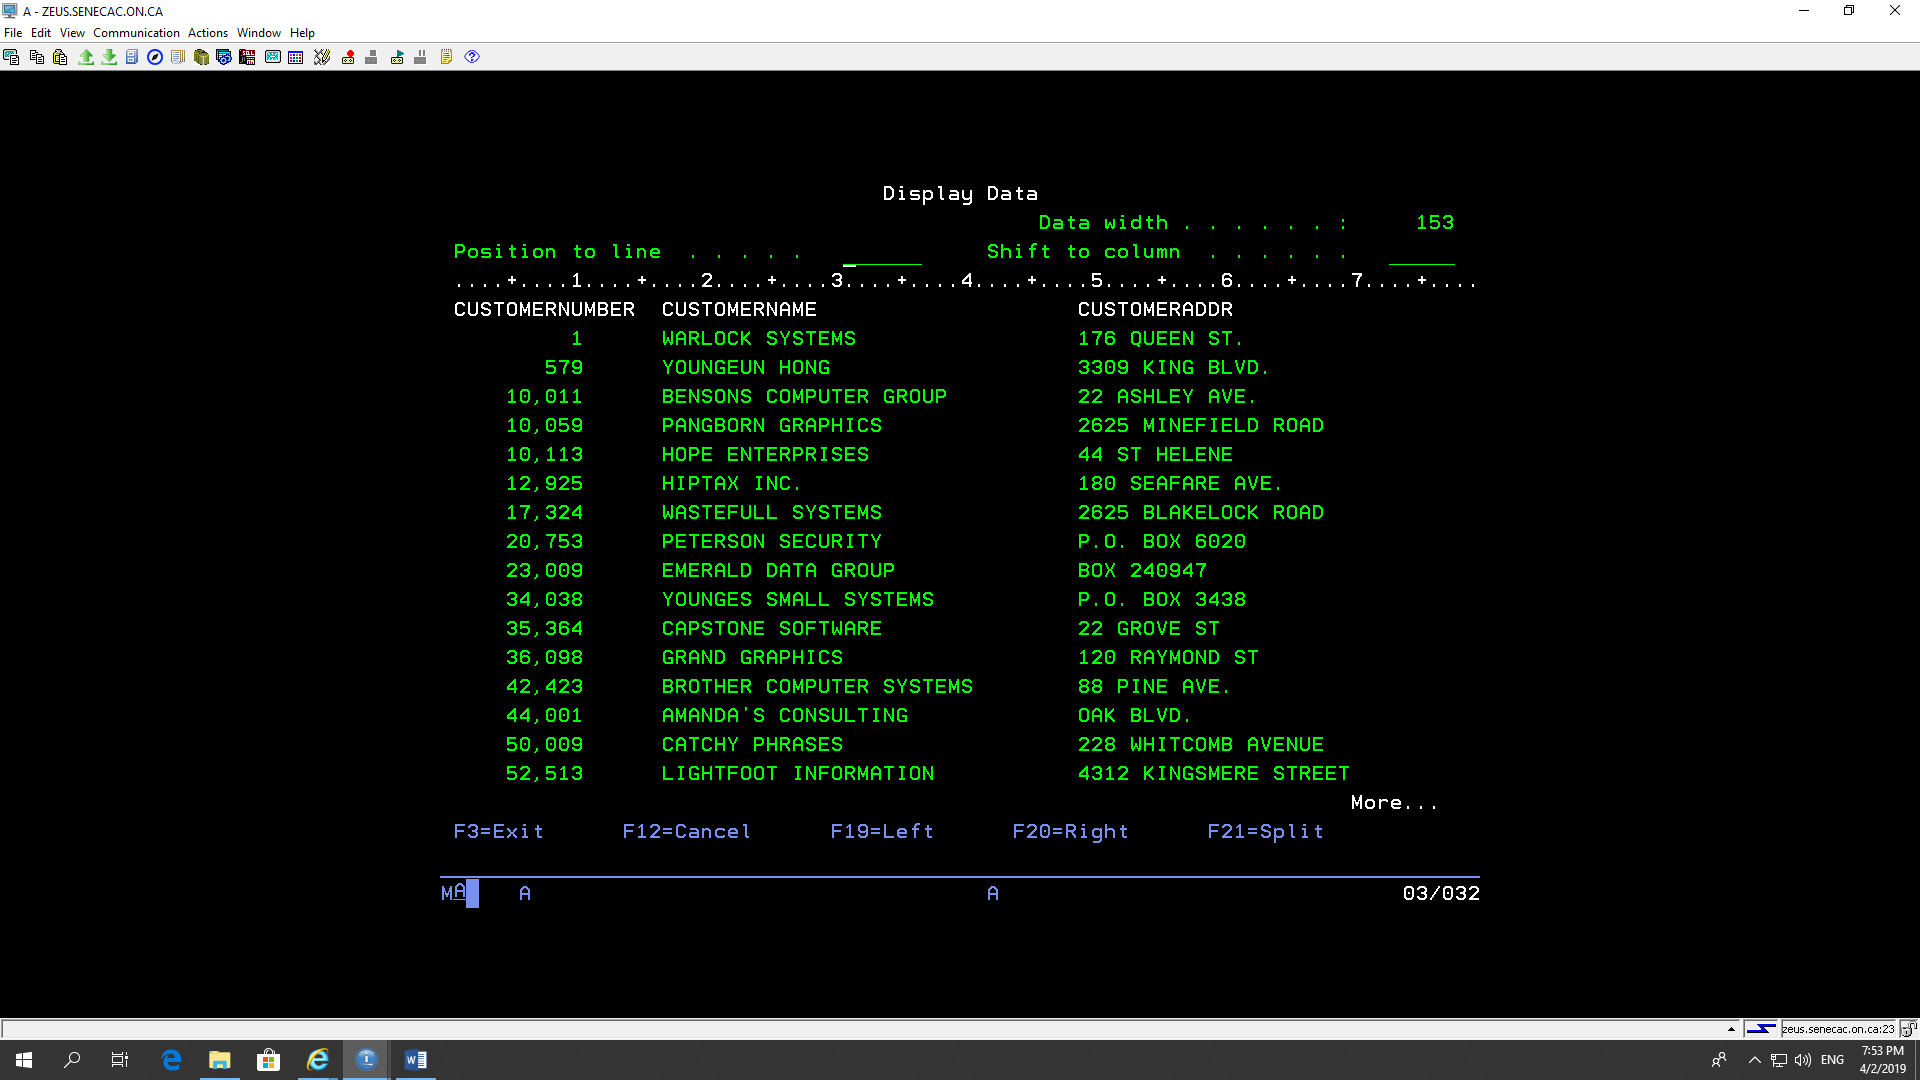 A - ZEUS.SENECAC.ON.CA
File Edit View Communication Actions Window Help
Display Data
Data width . . . . . . : 153
Position to line . . . . . ______ Shift to column . . . . . . _____
....+....1....+....2....+....3....+....4....+....5....+....6....+....7....+....
CUSTOMERNUMBER CUSTOMERNAME CUSTOMERADDR
1 WARLOCK SYSTEMS 176 QUEEN ST.
579 YOUNGEUN HONG 3309 KING BLVD.
10,011 BENSONS COMPUTER GROUP 22 ASHLEY AVE.
10,059 PANGBORN GRAPHICS 2625 MINEFIELD ROAD
10,113 HOPE ENTERPRISES 44 ST HELENE
12,925 HIPTAX INC. 180 SEAFARE AVE.
17,324 WASTEFULL SYSTEMS 2625 BLAKELOCK ROAD
20,753 PETERSON SECURITY P.O. BOX 6020
23,009 EMERALD DATA GROUP BOX 240947
34,038 YOUNGES SMALL SYSTEMS P.O. BOX 3438
35,364 CAPSTONE SOFTWARE 22 GROVE ST
36,098 GRAND GRAPHICS 120 RAYMOND ST
42,423 BROTHER COMPUTER SYSTEMS 88 PINE AVE.
44,001 AMANDA'S CONSULTING OAK BLVD.
50,009 CATCHY PHRASES 228 WHITCOMB AVENUE
52,513 LIGHTFOOT INFORMATION 4312 KINGSMERE STREET
More...
F3=Exit F12=Cancel F19=Left F20=Right F21=Split
MA A A 03/032
zeus.senecac.on.ca:23
ENG 7:53 PM
4/2/2019